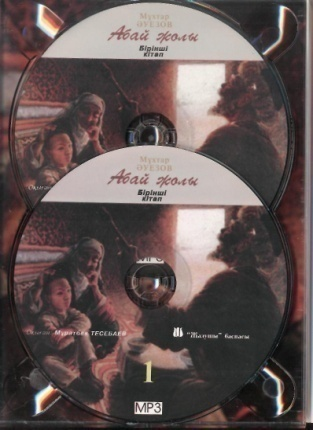 Мұхтар
ӘУЕЗОВ
Абай жолы
Бірінші
кітап
Мұхтар
ӘУЕЗОВ
Абай жолы
Бірінші
кітап
Мұратбек ТЕСЕБАЕВ
"Жалын" баспасы
1
MP3